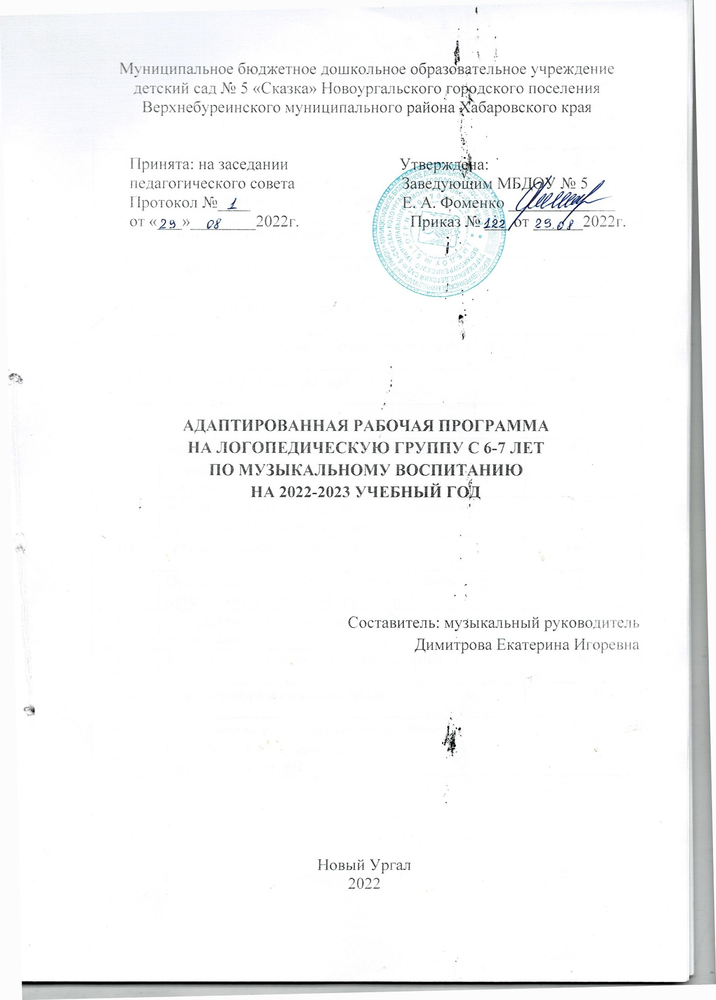 Муниципальное бюджетное дошкольное образовательное учреждение
детский сад № 5 «Сказка» Новоургальского городского поселения
Верхнебуреинского муниципального района Хабаровского края
Принята: на заседании
педагогического совета
Протокол № 1
от «29» 08 2022г.
Утверждена:
Заведующим МБДОУ № 5
Е. А. Фоменко
Приказ № 122 от 29.08 2022г.
АДАПТИРОВАННАЯ РАБОЧАЯ ПРОГРАММА
НА ЛОГОПЕДИЧЕСКУЮ ГРУППУ С 6-7 ЛЕТ
ПО МУЗЫКАЛЬНОМУ ВОСПИТАНИЮ
НА 2022-2023 УЧЕБНЫЙ ГОД
Составитель: музыкальный руководитель
Димитрова Екатерина Игоревна
Новый Ургал
2022